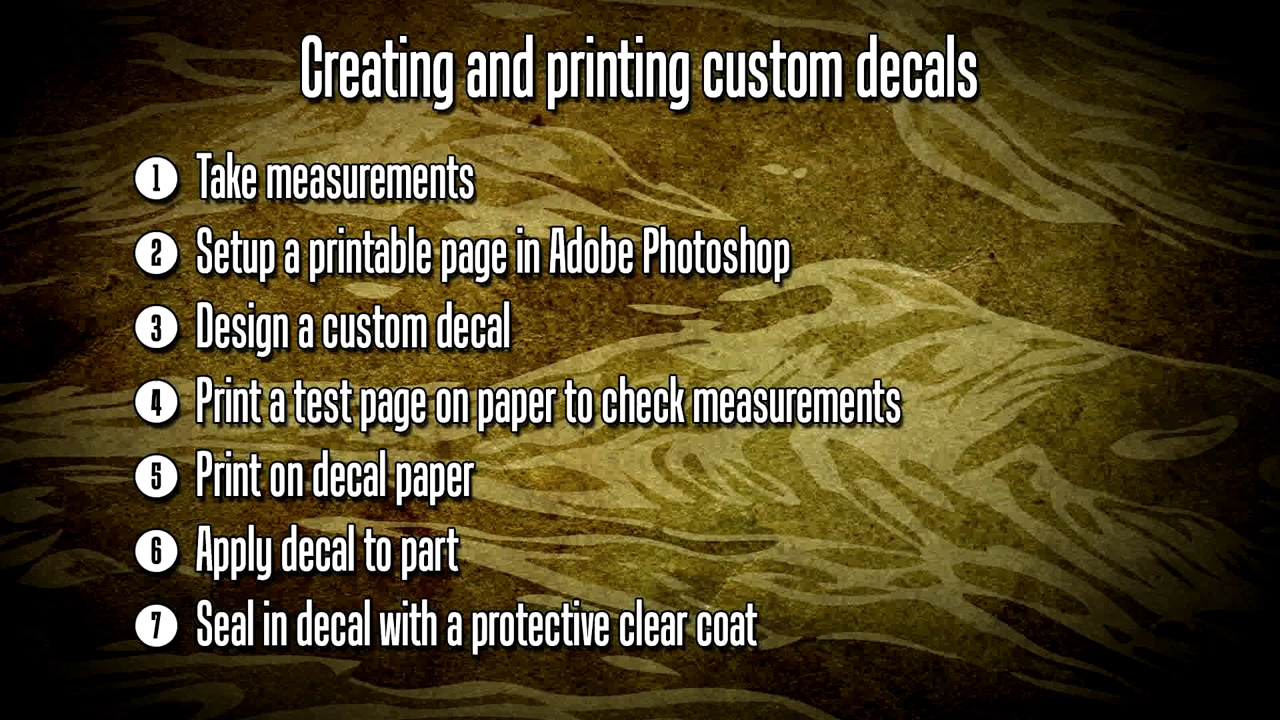 Creating and printing custom decals
1 Take measurements
2 Setup a printable page in Adobe Photoshop
3 Design a custom decal
4 Print a test page on paper to check measurements
5 Print on decal paper
6 Apply decal to part
7 Seal in decal with a protective clear coat